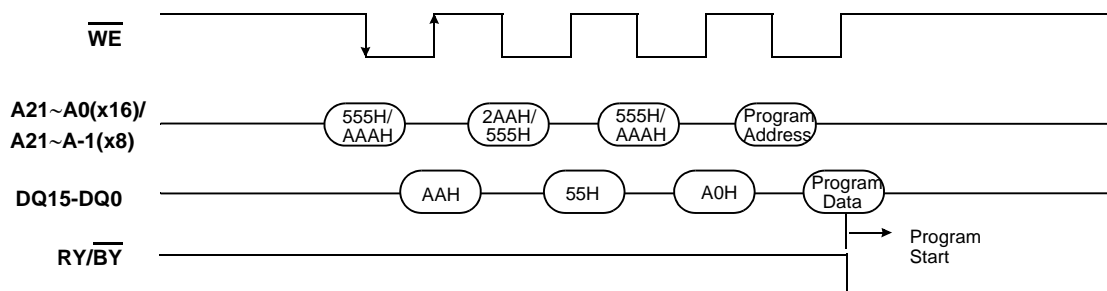 WE
A21~A0(x16)/
A21~A-1(x8)
555H/
AAAH
2AAH/
555H
555H/
AAAH
Program
Address
DQ15-DQ0
AAH
55H
A0H
Program
Data
RY/BY
Program
Start